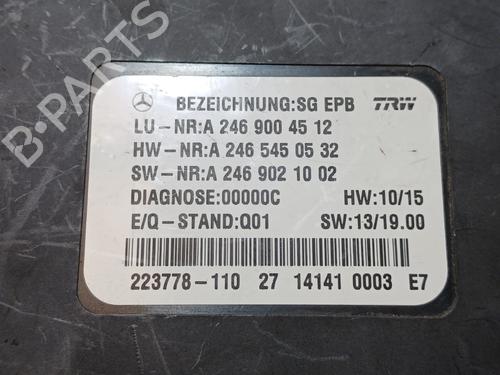 BEZEICHNUNG:SG EPB TRW
LU-NR:A 246 900 45 12
HW-NR:A 246 545 05 32
SW-NR:A 246 902 10 02
DIAGNOSE:00000C HW:10/15
E/Q-STAND:Q01 SW:13/19.00
223778-110 27 14141 0003 E7
B-PARTS